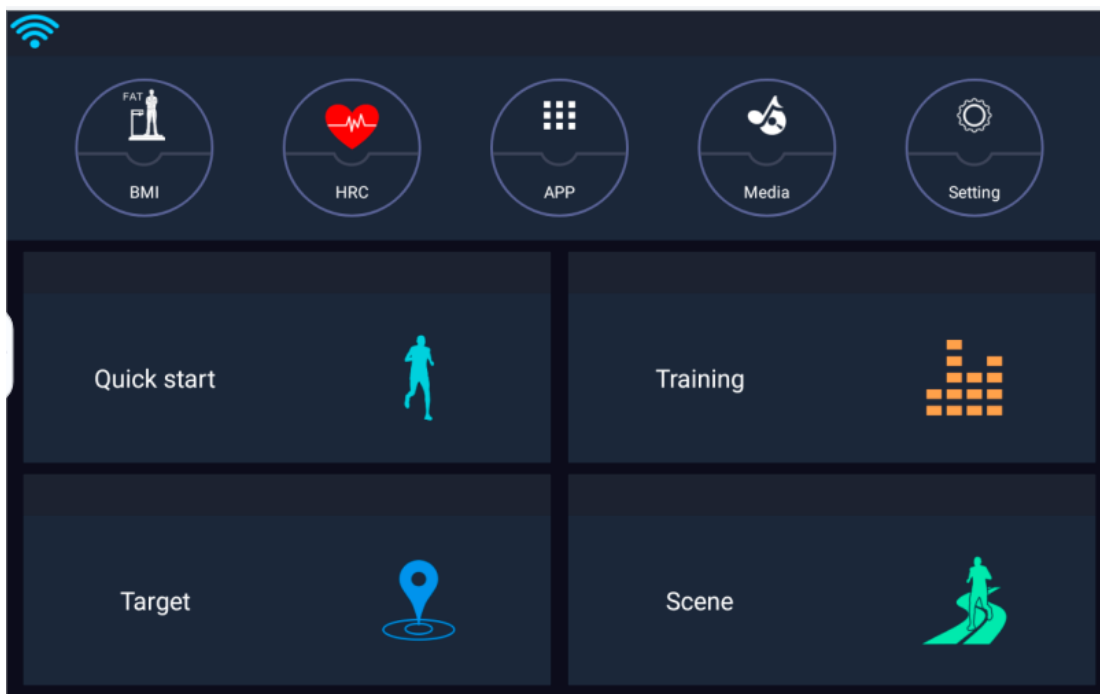 FAT
BMI
HRC
APP
Media
Setting
Quick start
Training
Target
Scene